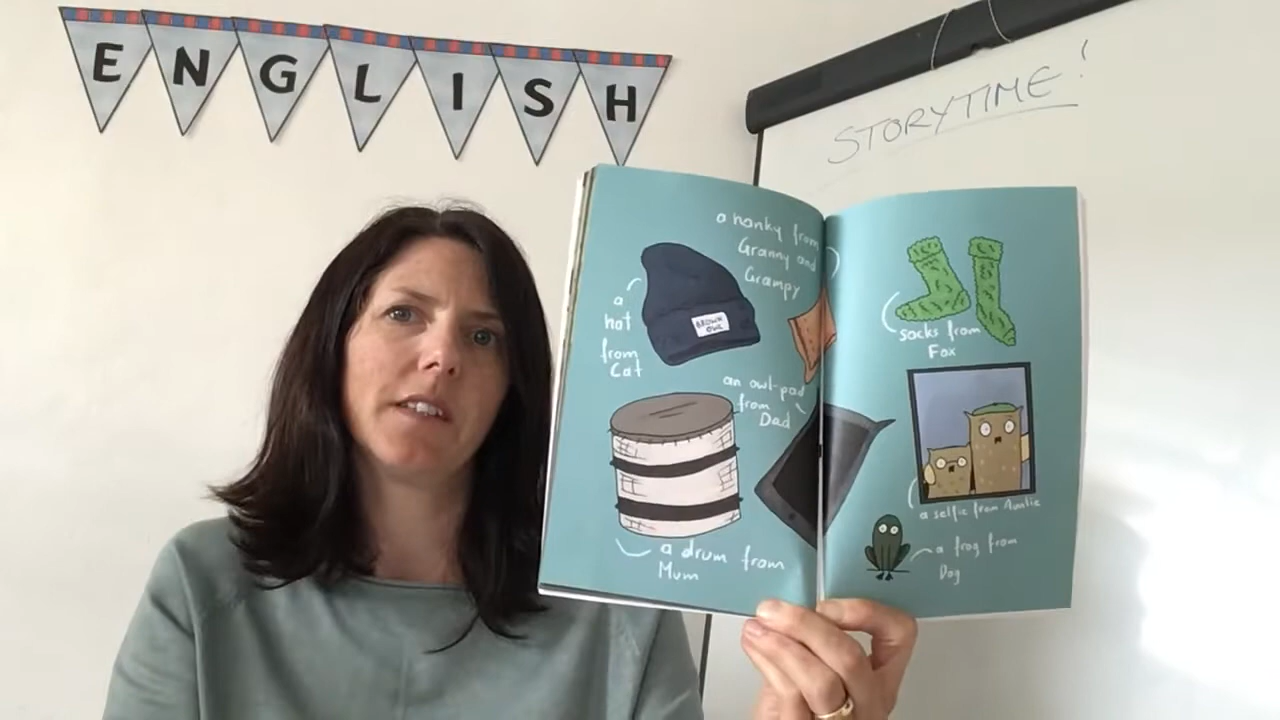 ENGLISH
STORYTIME!
a hanky from
Granny and
Grampy
a
hat
from
Cat
BROWN
OWL
an owl-pad
from
Dad
a drum from
Mum
socks from
Fox
a selfie from Auntie
a frog from
Dog